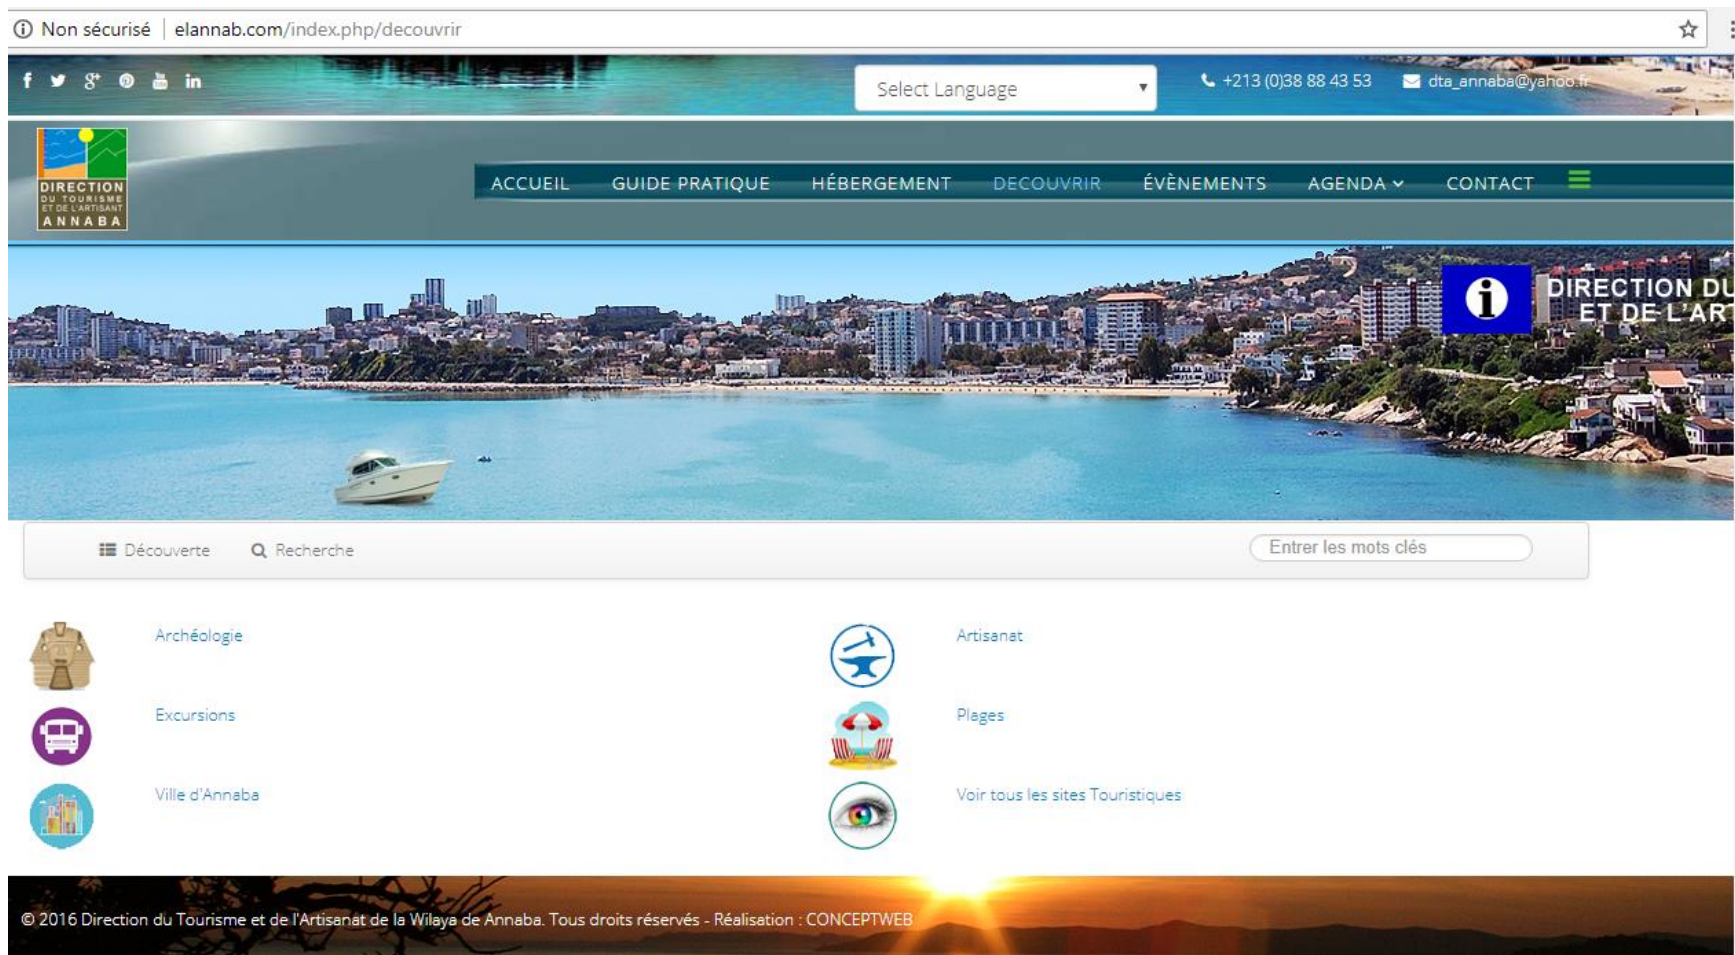 Non sécurisé | elannab.com/index.php/decouvrir
f g+ in
Select Language
+213 (0)38 88 43 53
dta_annaba@yahoo.fr
DIRECTION
DU TOURISME
ET DE L'ARTISANT
ANNABA
ACCUEIL
GUIDE PRATIQUE
HÉBERGEMENT
DECOUVRIR
ÉVÈNEMENTS
AGENDA
CONTACT
i
DIRECTION DU
ET DE L'AR
Découverte
Recherche
Entrer les mots clés
Archéologie
Artisanat
Excursions
Plages
Ville d'Annaba
Voir tous les sites Touristiques
© 2016 Direction du Tourisme et de l'Artisanat de la Wilaya de Annaba. Tous droits réservés - Réalisation : CONCEPTWEB